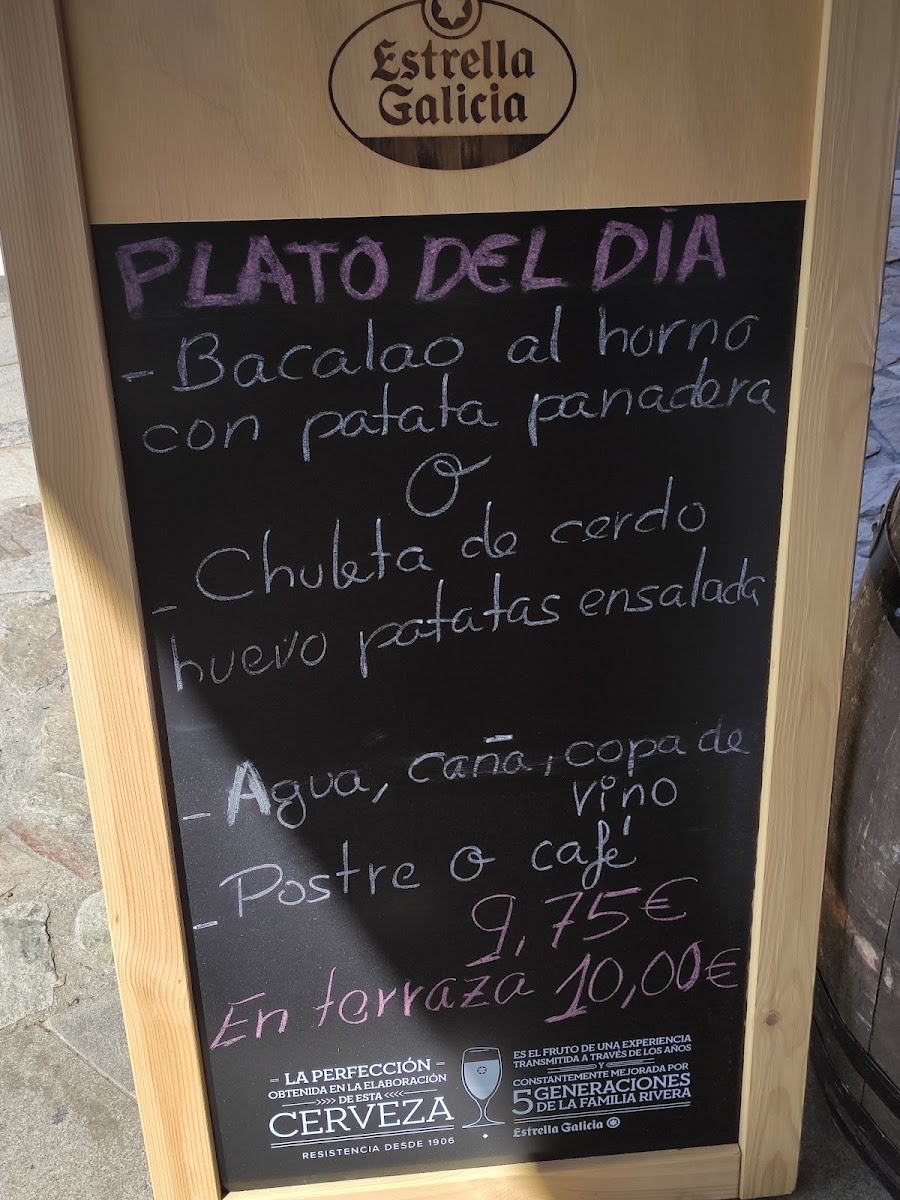 Estrella
Galicia
PLATO DEL DÍA
- Bacalao al horno
con patata panadera
O
- Chuleta de cerdo
huevo patatas ensalada
- Agua, caña, copa de
vino
- Postre o café
9,75€
En terraza 10,00€
- LA PERFECCIÓN -
OBTENIDA EN LA ELABORACIÓN
DE ESTA
CERVEZA
RESISTENCIA DESDE 1906
ES EL FRUTO DE UNA EXPERIENCIA
TRANSMITIDA A TRAVÉS DE LOS AÑOS
Y
CONSTANTEMENTE MEJORADA POR
5 GENERACIONES
DE LA FAMILIA RIVERA
Estrella Galicia